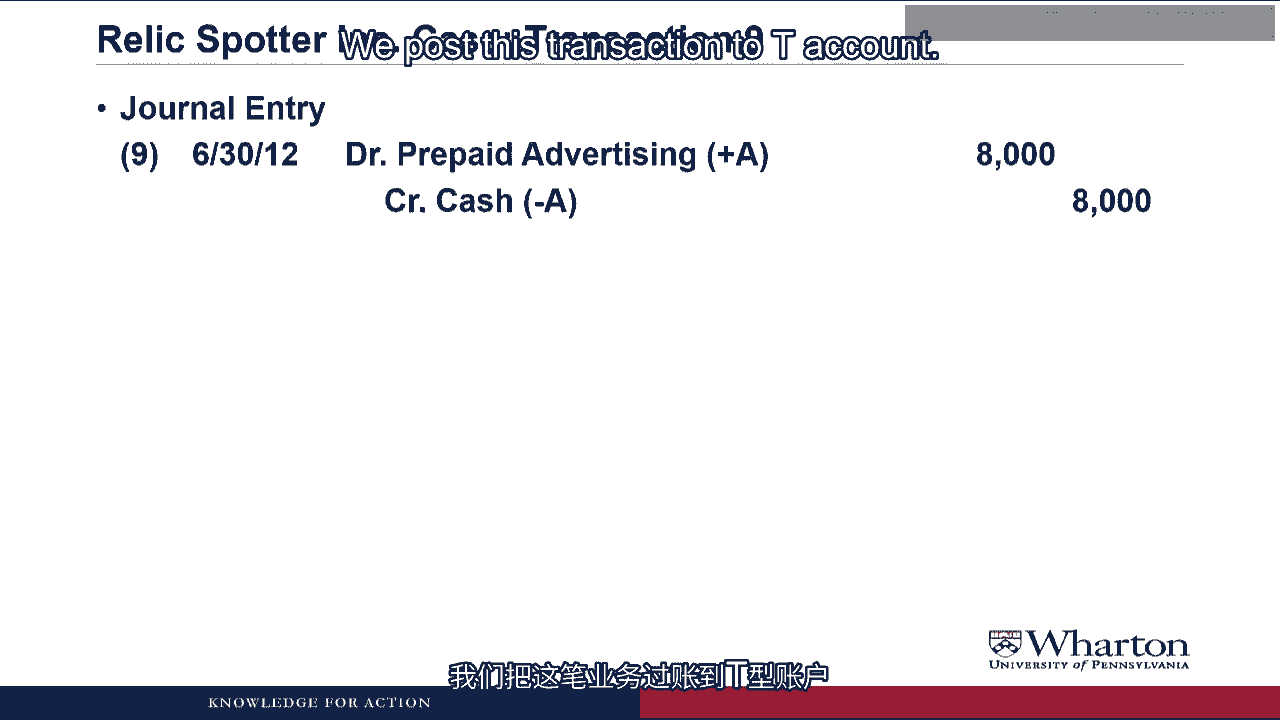 Relic Spotter Inc. Case: Transaction 9
We post this transaction to T account.
• Journal Entry
(9) 6/30/12 Dr. Prepaid Advertising (+A) 8,000
Cr. Cash (-A) 8,000
Wharton
UNIVERSITY of PENNSYLVANIA
我们把这笔业务过账到T型账户
KNOWLEDGE FOR ACTION